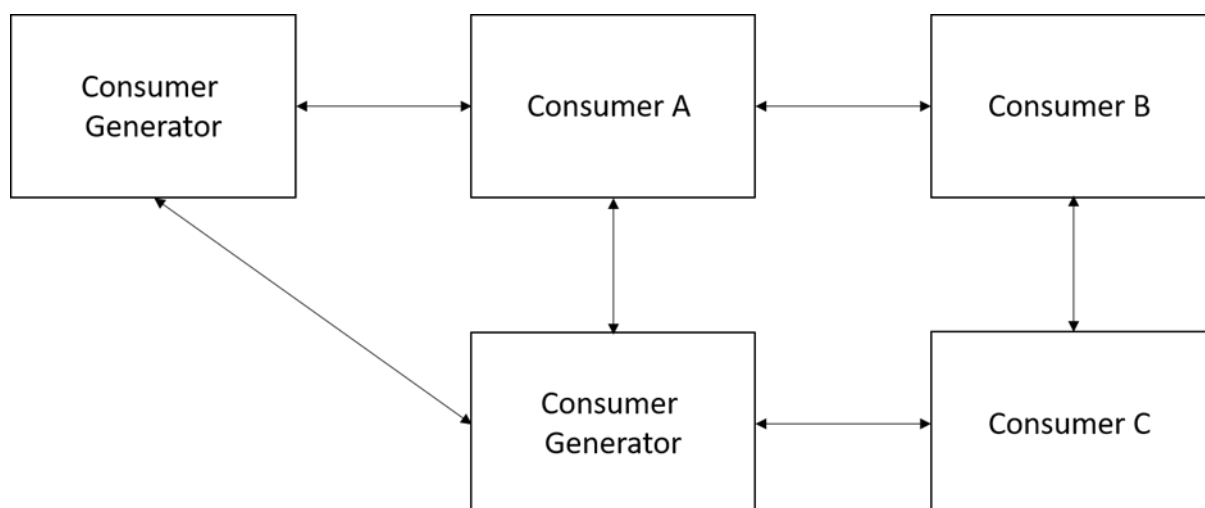 Consumer
Generator
Consumer A
Consumer B
Consumer
Generator
Consumer C